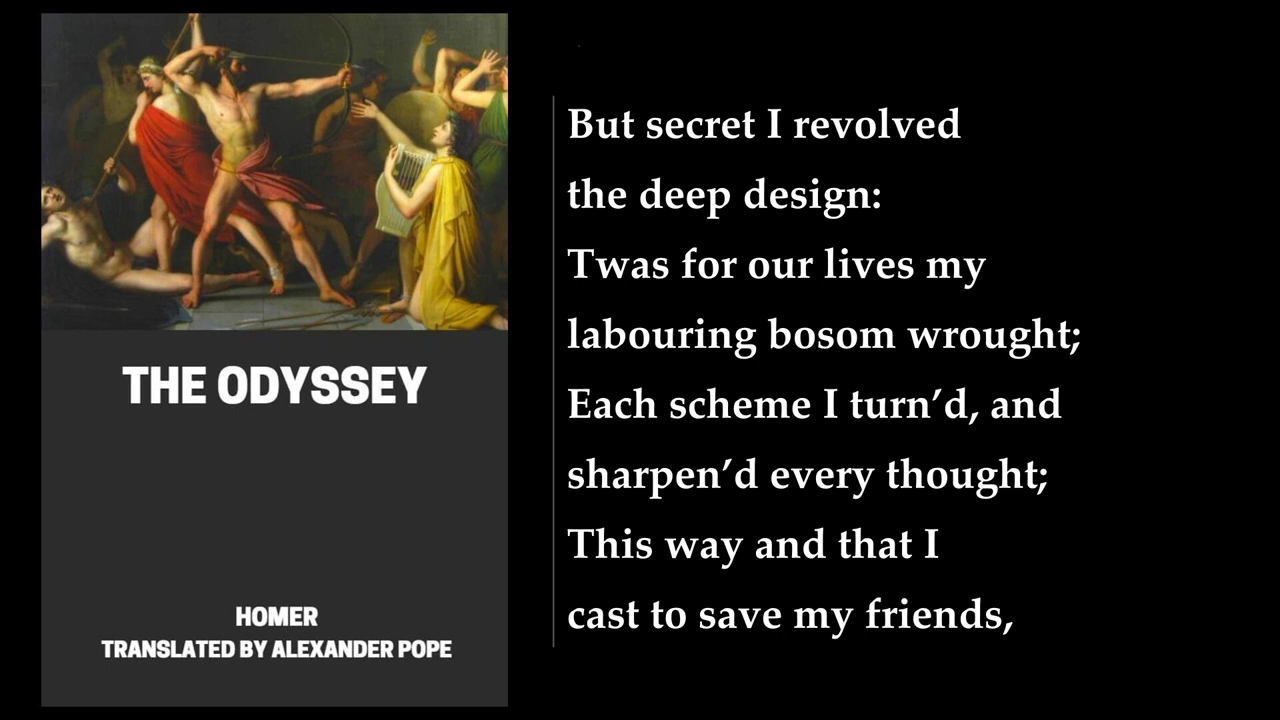 THE ODYSSEY
HOMER
TRANSLATED BY ALEXANDER POPE
But secret I revolved
the deep design:
Twas for our lives my
labouring bosom wrought;
Each scheme I turn’d, and
sharpen’d every thought;
This way and that I
cast to save my friends,